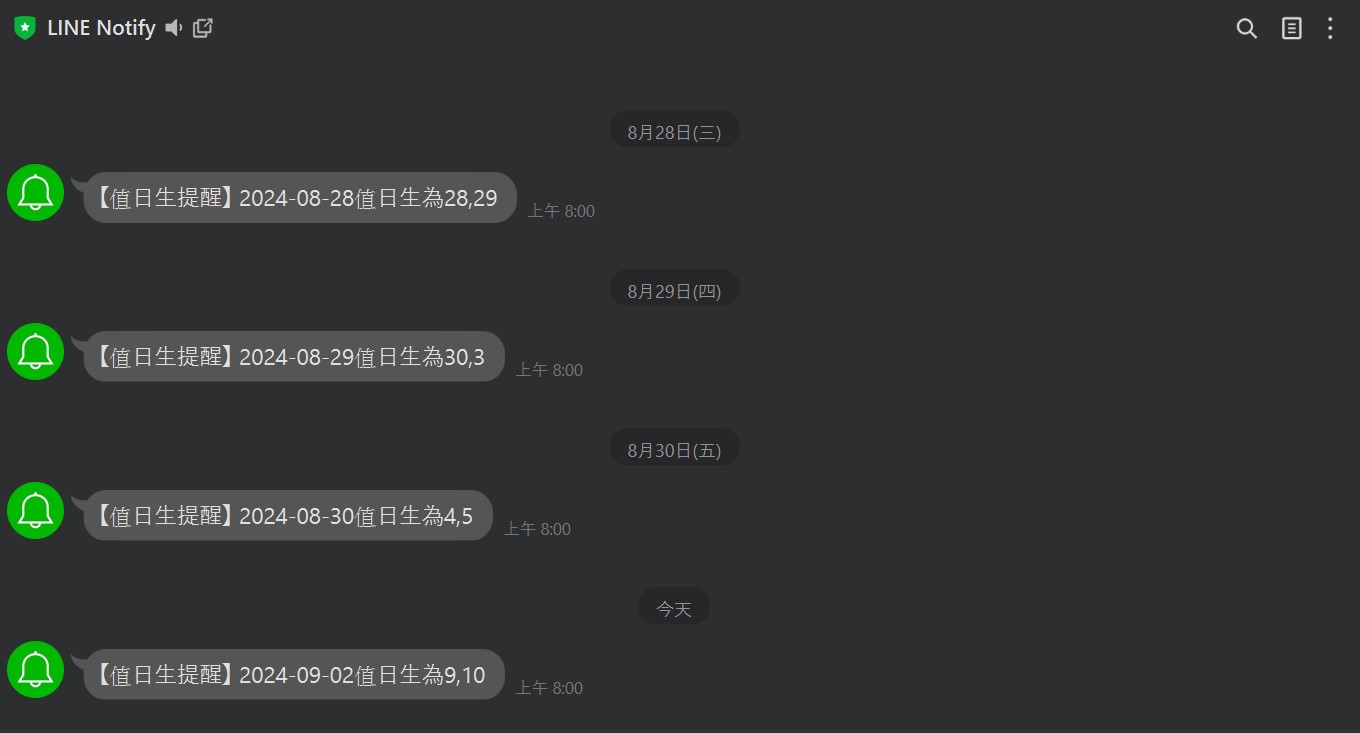 LINE Notify
8月28日(三)
【值日生提醒】2024-08-28值日生為28,29
上午 8:00
8月29日(四)
【值日生提醒】2024-08-29值日生為30,3
上午 8:00
8月30日(五)
【值日生提醒】2024-08-30值日生為4,5
上午 8:00
今天
【值日生提醒】2024-09-02值日生為9,10
上午 8:00